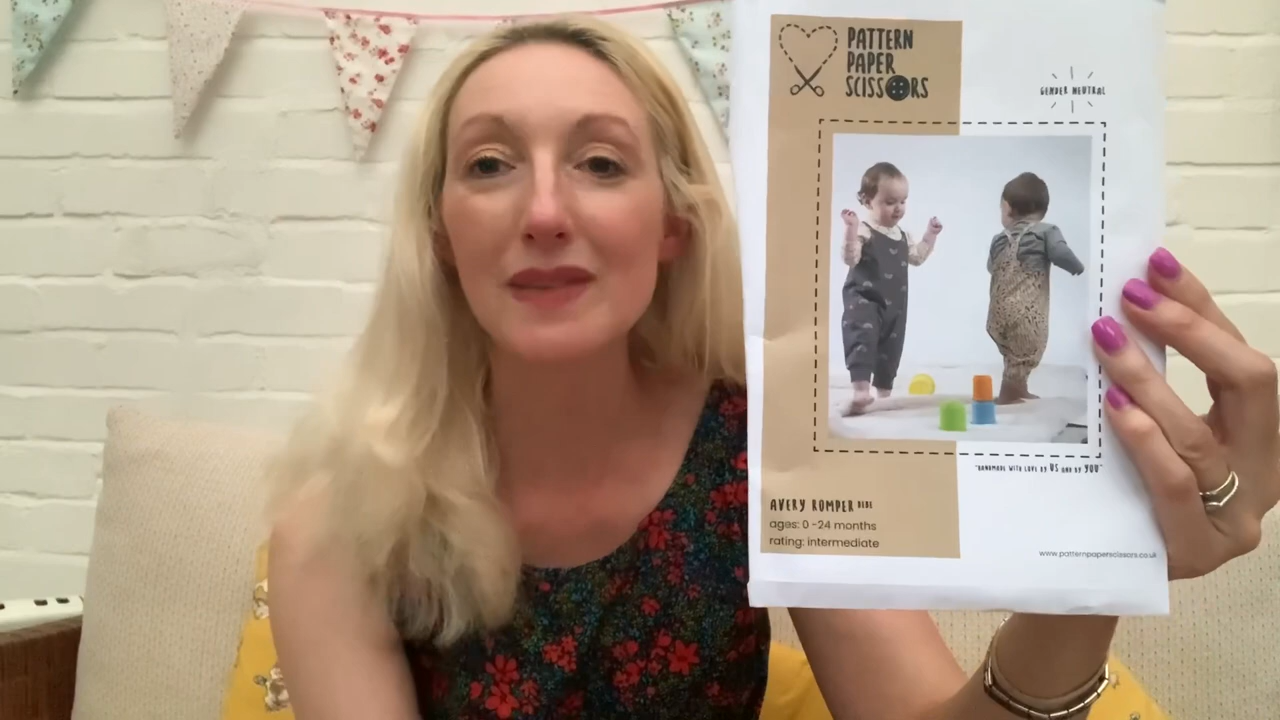 PATTERN
PAPER
SCISSORS
GENDER NEUTRAL
"HANDMADE WITH LOVE BY US AND BY YOU"
AVERY ROMPER BEBE
ages: 0 -24 months
rating: intermediate
www.patternpaperscissors.co.uk